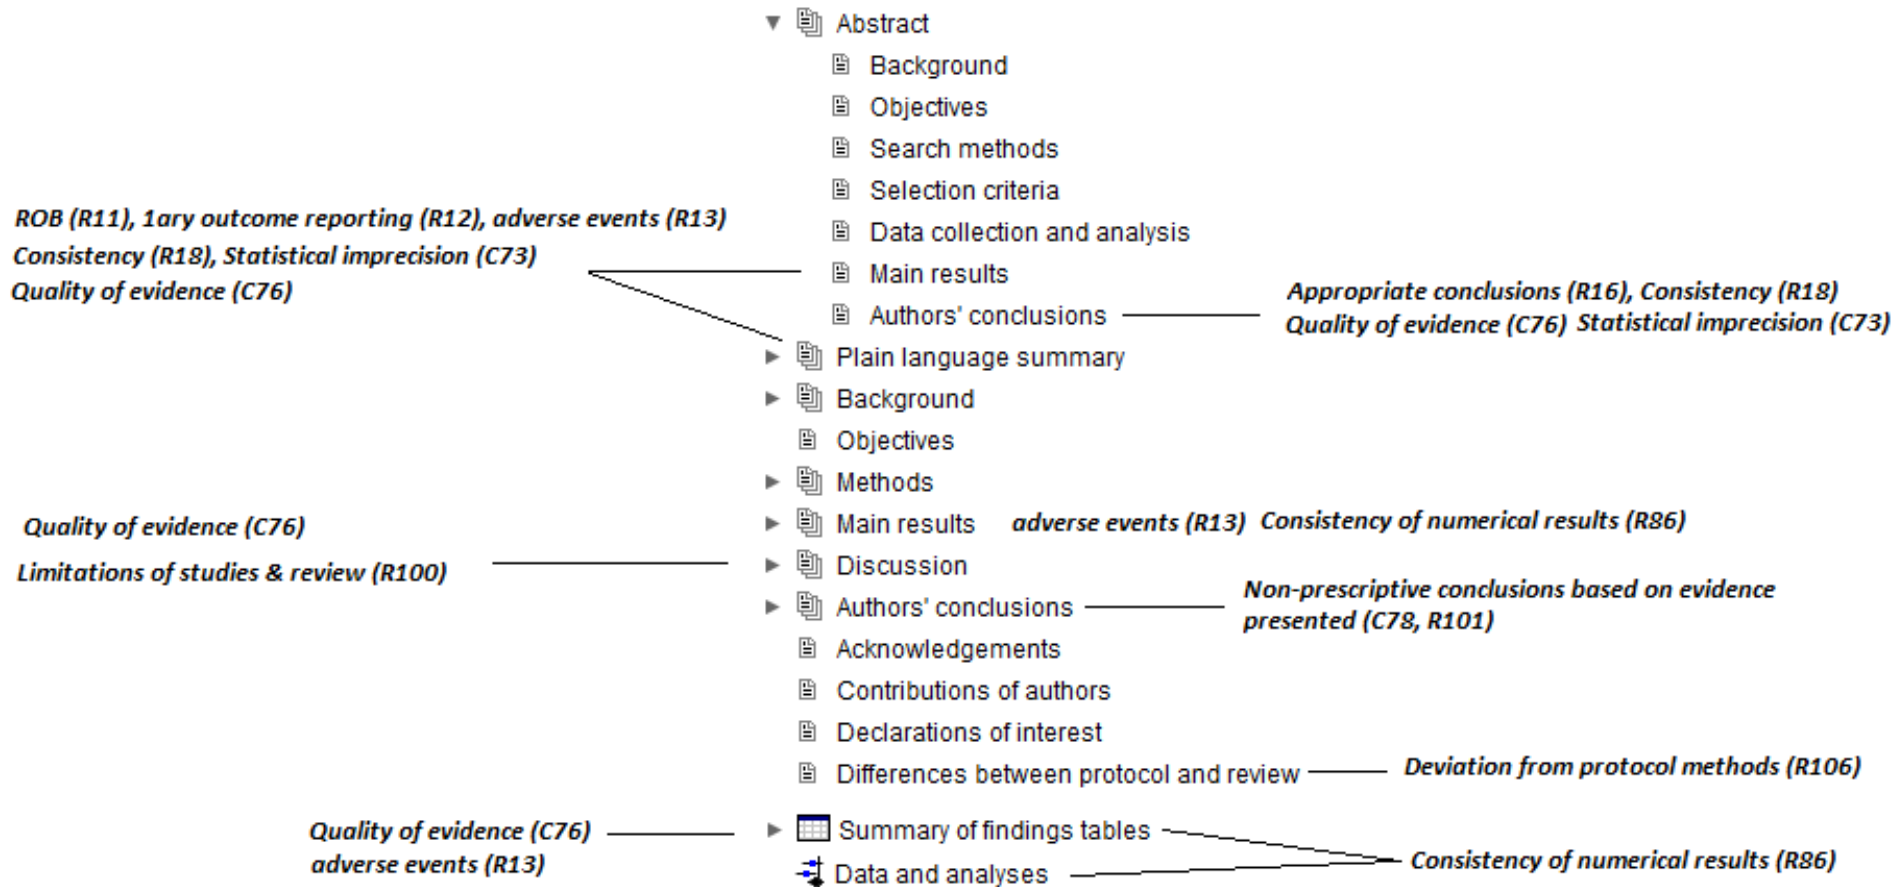 Abstract
Background
Objectives
Search methods
Selection criteria
ROB (R11), 1ary outcome reporting (R12), adverse events (R13)
Data collection and analysis
Consistency (R18), Statistical imprecision (C73)
Main results
Quality of evidence (C76)
Appropriate conclusions (R16), Consistency (R18)
Authors' conclusions
Quality of evidence (C76) Statistical imprecision (C73)
Plain language summary
Background
Objectives
Methods
Quality of evidence (C76)
Main results adverse events (R13) Consistency of numerical results (R86)
Limitations of studies & review (R100)
Discussion
Authors' conclusions
Non-prescriptive conclusions based on evidence
presented (C78, R101)
Acknowledgements
Contributions of authors
Declarations of interest
Differences between protocol and review
Deviation from protocol methods (R106)
Quality of evidence (C76)
adverse events (R13)
Summary of findings tables
Data and analyses
Consistency of numerical results (R86)